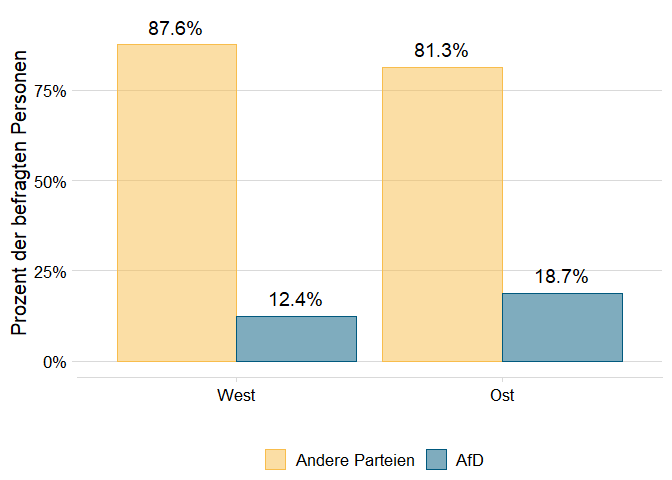 87.6%
81.3%
75%
50%
25%
18.7%
12.4%
0%
Prozent der befragten Personen
West
Ost
Andere Parteien
AfD